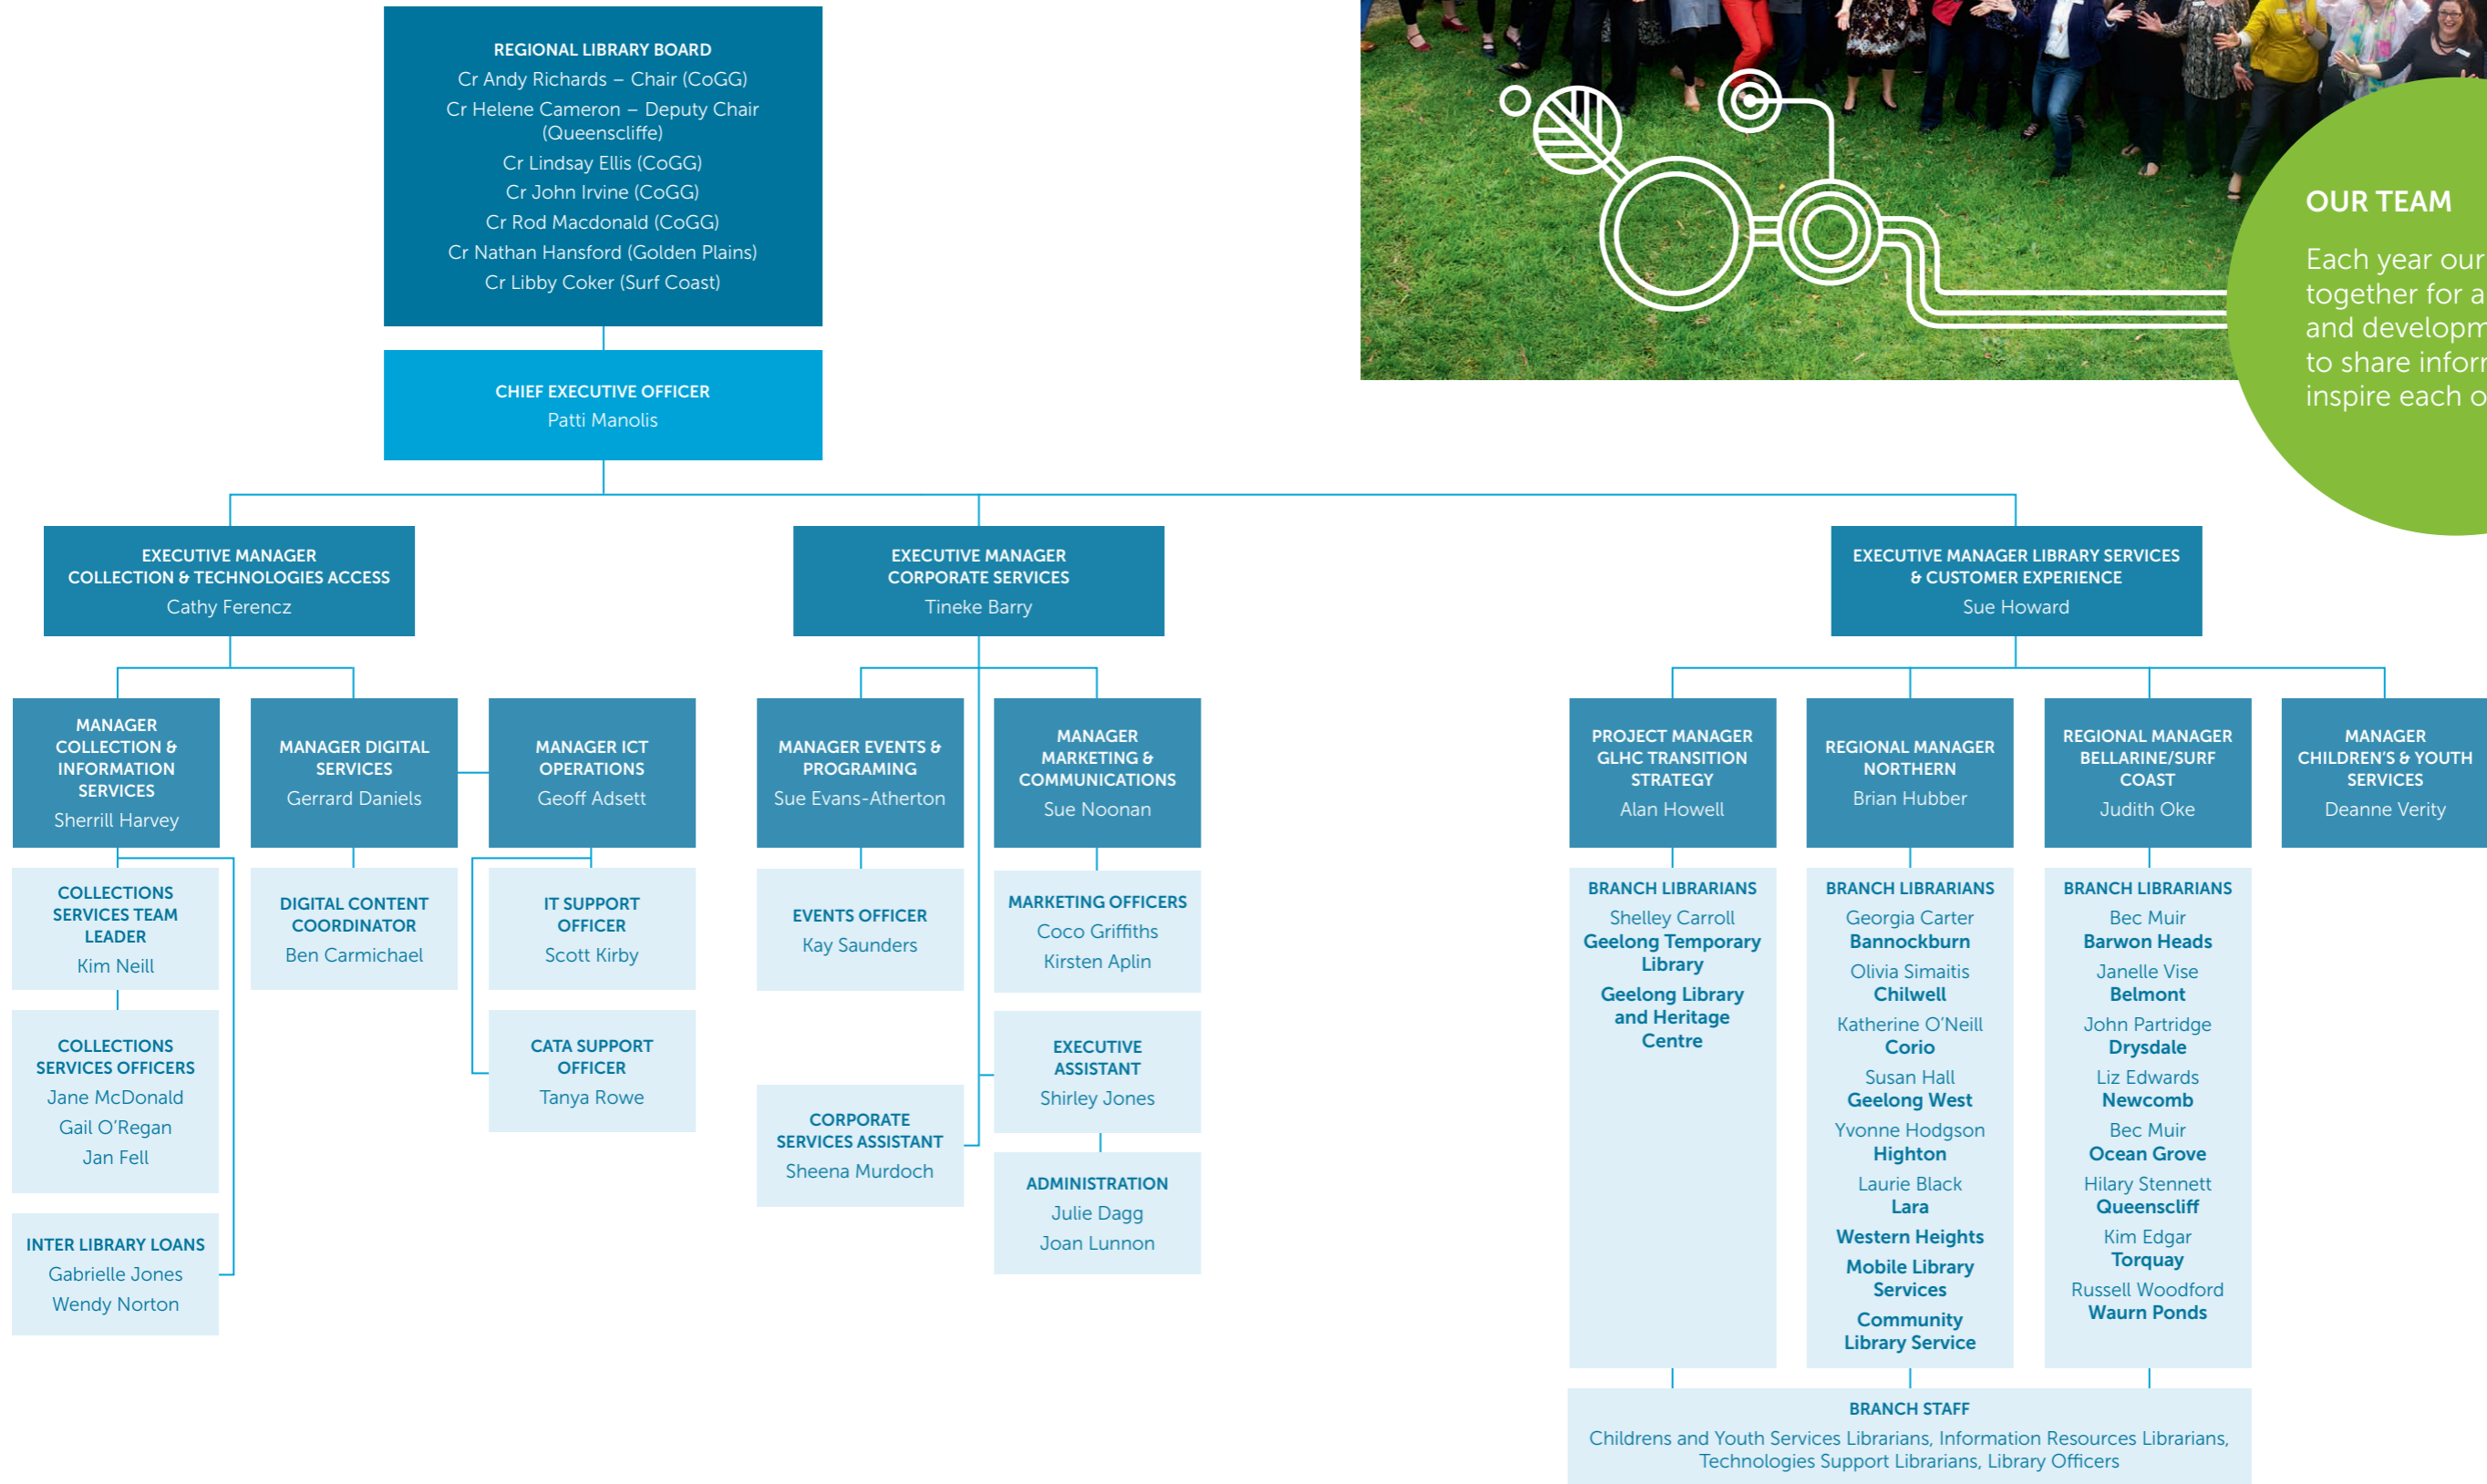 REGIONAL LIBRARY BOARD
Cr Andy Richards – Chair (CoGG)
Cr Helene Cameron – Deputy Chair
(Queenscliffe)
Cr Lindsay Ellis (CoGG)
Cr John Irvine (CoGG)
Cr Rod Macdonald (CoGG)
Cr Nathan Hansford (Golden Plains)
Cr Libby Coker (Surf Coast)
CHIEF EXECUTIVE OFFICER
Patti Manolis
OUR TEAM
Each year our
together for a
and developm
to share inforr
inspire each o
EXECUTIVE MANAGER
COLLECTION & TECHNOLOGIES ACCESS
Cathy Ferencz
EXECUTIVE MANAGER
CORPORATE SERVICES
Tineke Barry
EXECUTIVE MANAGER LIBRARY SERVICES
& CUSTOMER EXPERIENCE
Sue Howard
MANAGER
COLLECTION &
INFORMATION
SERVICES
Sherrill Harvey
MANAGER DIGITAL
SERVICES
Gerrard Daniels
MANAGER ICT
OPERATIONS
Geoff Adsett
MANAGER EVENTS &
PROGRAMING
Sue Evans-Atherton
MANAGER
MARKETING &
COMMUNICATIONS
Sue Noonan
PROJECT MANAGER
GLHC TRANSITION
STRATEGY
Alan Howell
REGIONAL MANAGER
NORTHERN
Brian Hubber
REGIONAL MANAGER
BELLARINE/SURF
COAST
Judith Oke
MANAGER
CHILDREN'S & YOUTH
SERVICES
Deanne Verity
COLLECTIONS
SERVICES TEAM
LEADER
Kim Neill
COLLECTIONS
SERVICES OFFICERS
Jane McDonald
Gail O'Regan
Jan Fell
INTER LIBRARY LOANS
Gabrielle Jones
Wendy Norton
DIGITAL CONTENT
COORDINATOR
Ben Carmichael
IT SUPPORT
OFFICER
Scott Kirby
CATA SUPPORT
OFFICER
Tanya Rowe
EVENTS OFFICER
Kay Saunders
CORPORATE
SERVICES ASSISTANT
Sheena Murdoch
MARKETING OFFICERS
Coco Griffiths
Kirsten Aplin
EXECUTIVE
ASSISTANT
Shirley Jones
ADMINISTRATION
Julie Dagg
Joan Lunnon
BRANCH LIBRARIANS
Shelley Carroll
Geelong Temporary
Library
Geelong Library
and Heritage
Centre
BRANCH LIBRARIANS
Georgia Carter
Bannockburn
Olivia Simaitis
Chilwell
Katherine O'Neill
Corio
Susan Hall
Geelong West
Yvonne Hodgson
Highton
Laurie Black
Lara
Western Heights
Mobile Library
Services
Community
Library Service
BRANCH LIBRARIANS
Bec Muir
Barwon Heads
Janelle Vise
Belmont
John Partridge
Drysdale
Liz Edwards
Newcomb
Bec Muir
Ocean Grove
Hilary Stennett
Queenscliff
Kim Edgar
Torquay
Russell Woodford
Waurn Ponds
BRANCH STAFF
Childrens and Youth Services Librarians, Information Resources Librarians,
Technologies Support Librarians, Library Officers